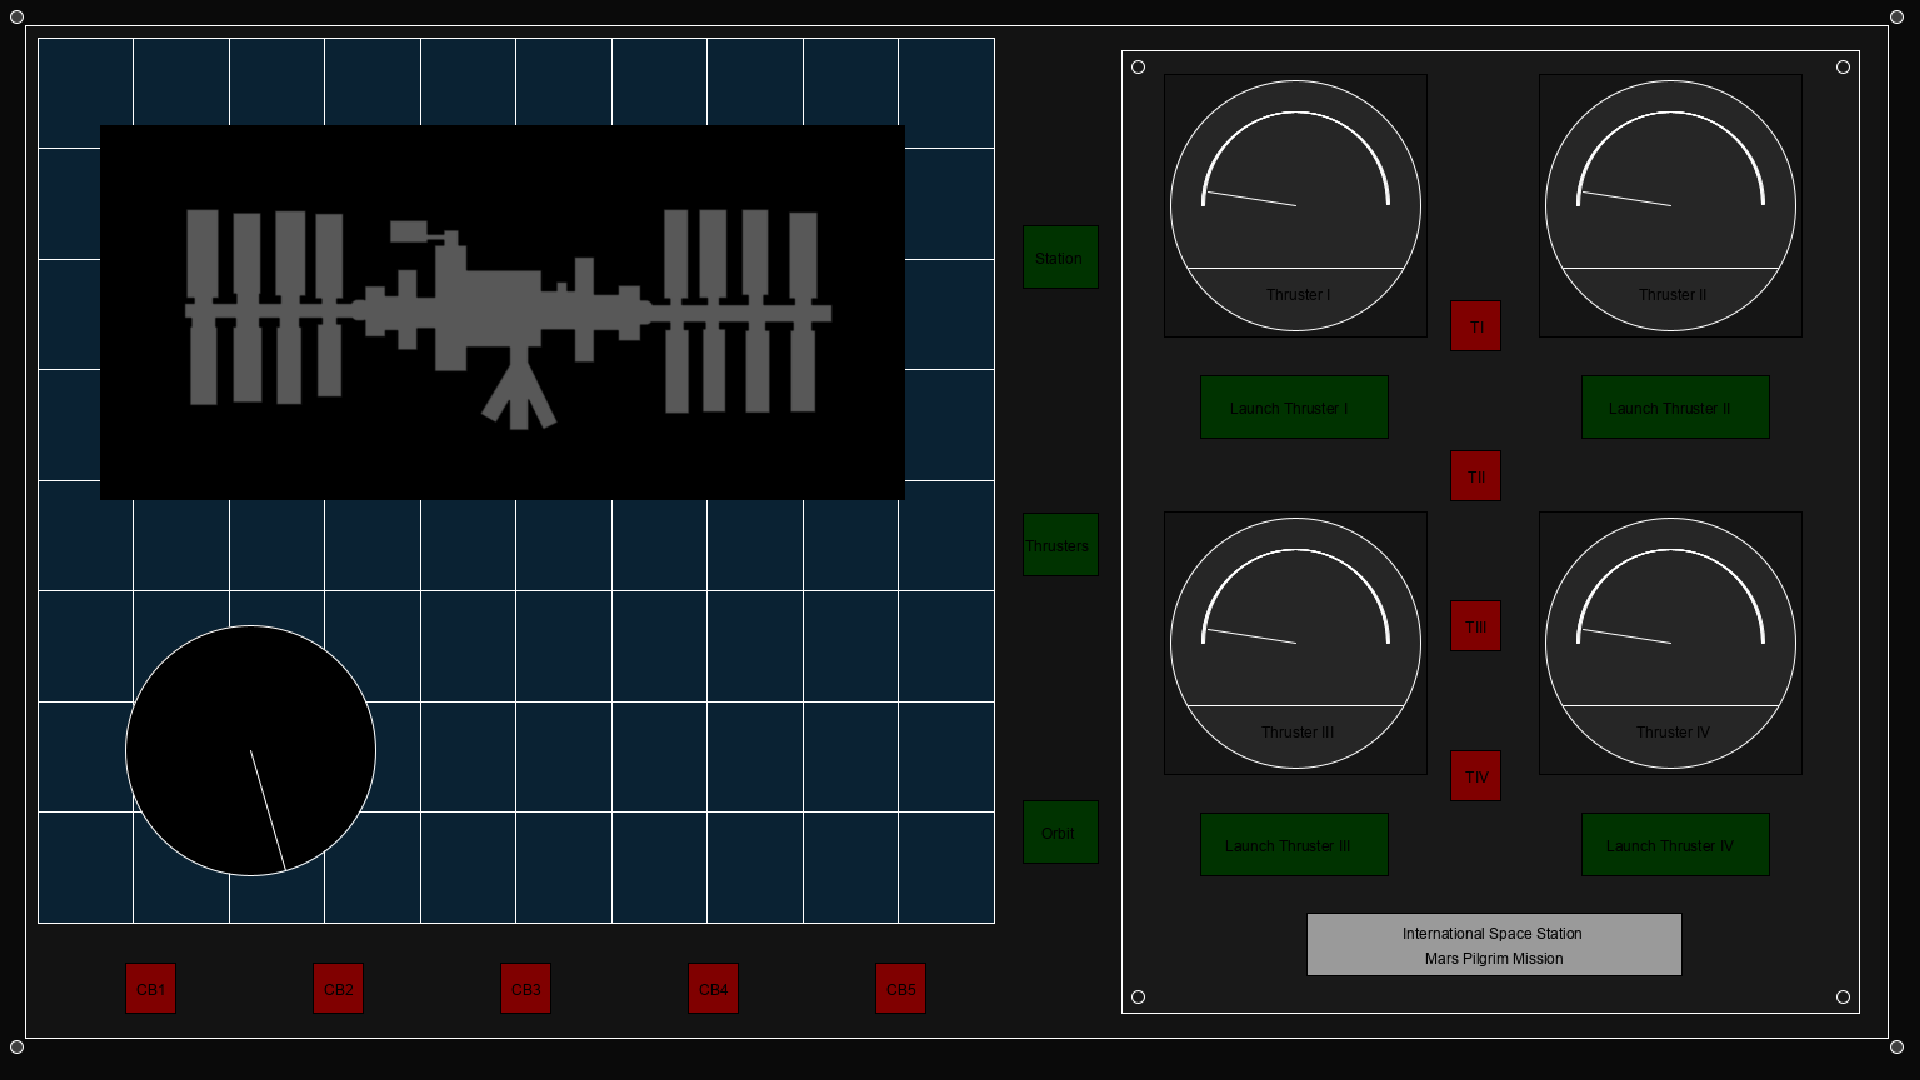 Station
Thrusters
Orbit
CB1
CB2
CB3
CB4
CB5
Thruster I
Thruster II
TI
Launch Thruster I
Launch Thruster II
TII
TIII
Thruster III
Thruster IV
TIV
Launch Thruster III
Launch Thruster IV
International Space Station
Mars Pilgrim Mission